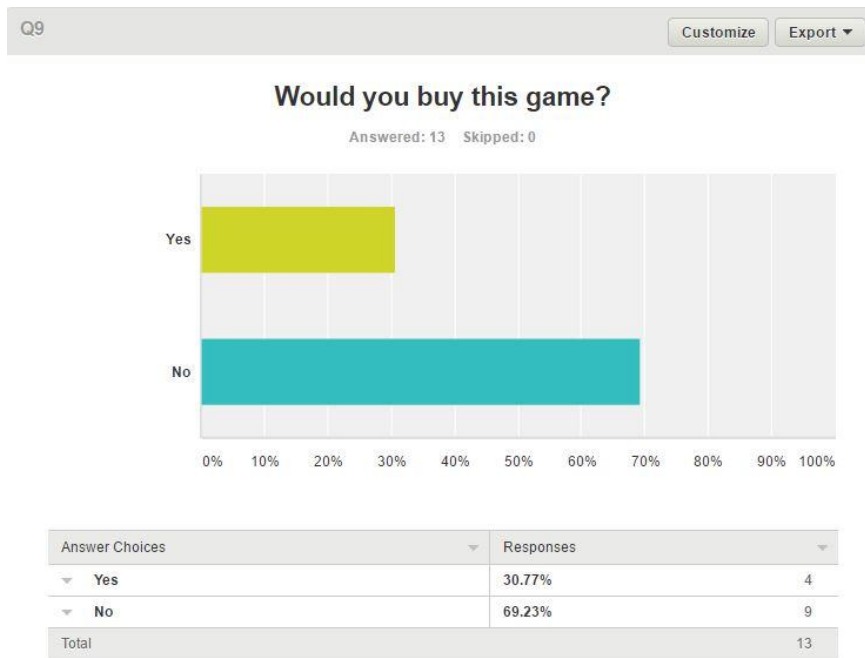 Q9 Customize Export
Would you buy this game?
Answered: 13 Skipped: 0
Yes
No
0% 10% 20% 30% 40% 50% 60% 70% 80% 90% 100%
Answer Choices Responses
Yes 30.77% 4
No 69.23% 9
Total 13